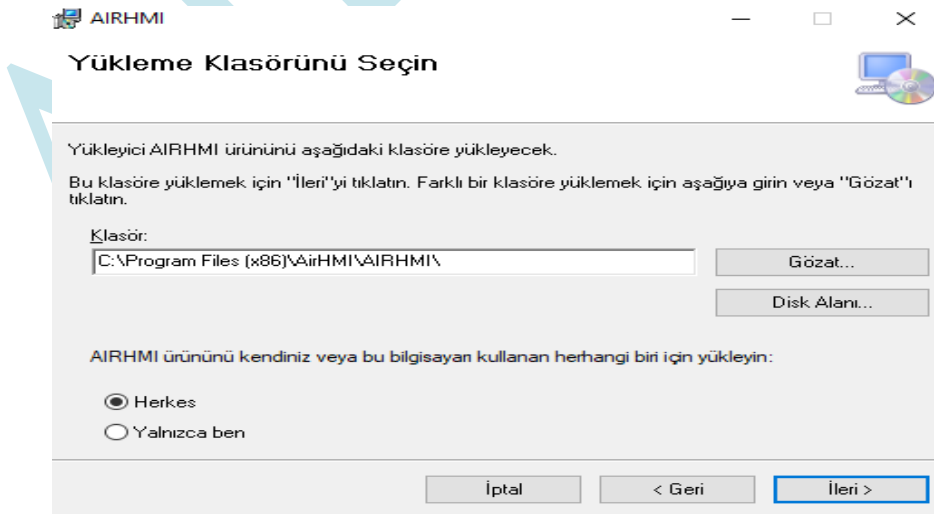 AIRHMI
Yükleme Klasörünü Seçin
Yükleyici AIRHMI ürününü aşağıdaki klasöre yükleyecek.
Bu klasöre yüklemek için "İleri"yi tıklatın. Farklı bir klasöre yüklemek için aşağıya girin veya "Gözat"ı
tıklatın.
Klasör:
C:\Program Files (x86)\AirHMI\AIRHMI\
Gözat...
Disk Alanı...
AIRHMI ürününü kendiniz veya bu bilgisayarı kullanan herhangi biri için yükleyin:
Herkes
Yalnızca ben
İptal
< Geri
İleri >